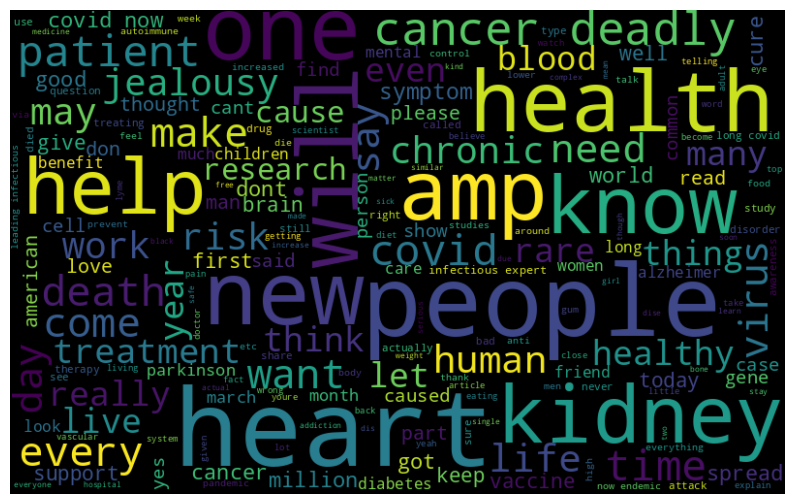 covid now
one
cancer deadly
patient
jealousy
blood
well
cure
health
will
even
symptom
may
make
cause
say
please
chronic
need
many
help
research
amp
know
risk
rare
thing
virus
work
covid
world
read
death
year
new
people
come
treatment
think
human
healthy
day
really
want
let
kidney
live
heart
life
time
every
support
million
cancer
diabetes
keep
vaccine
spread
good
thought
give
don
cant
find
mental
type
use
week
medicine
autoimmune
question
increased
treating
drug
die
feel
via
died
scientist
control
kind
watch
lower
complex
mean
adult
eye
telling
talk
word
called
believe
become
long covid
common
benefit
much
children
dont
man
brain
person
free
lyme
similar
matter
sick
right
diet
studies
show
top
food
study
disorder
leading infectious
cell
prevent
love
american
first
said
still
made
increase
getting
black
around
due
though
soon
awareness
long
women
alzheimer
care
infectious expert
pain
safe
doctor
etc
share
girl
gum
dise
take
learn
bad
anti
actually
parkinson
therapy
living
see
look
march
month
body
weight
fact
wrong
youre
actual
article
thank
eating
caused
friend
close
bone
stay
today
gene
case
men
never
little
part
back
dis
sure
single
two
everything
yes
system
vascular
addiction
given
lot
yeah
got
pandemic
hospital
everyone
high
now endemic
attack
explain